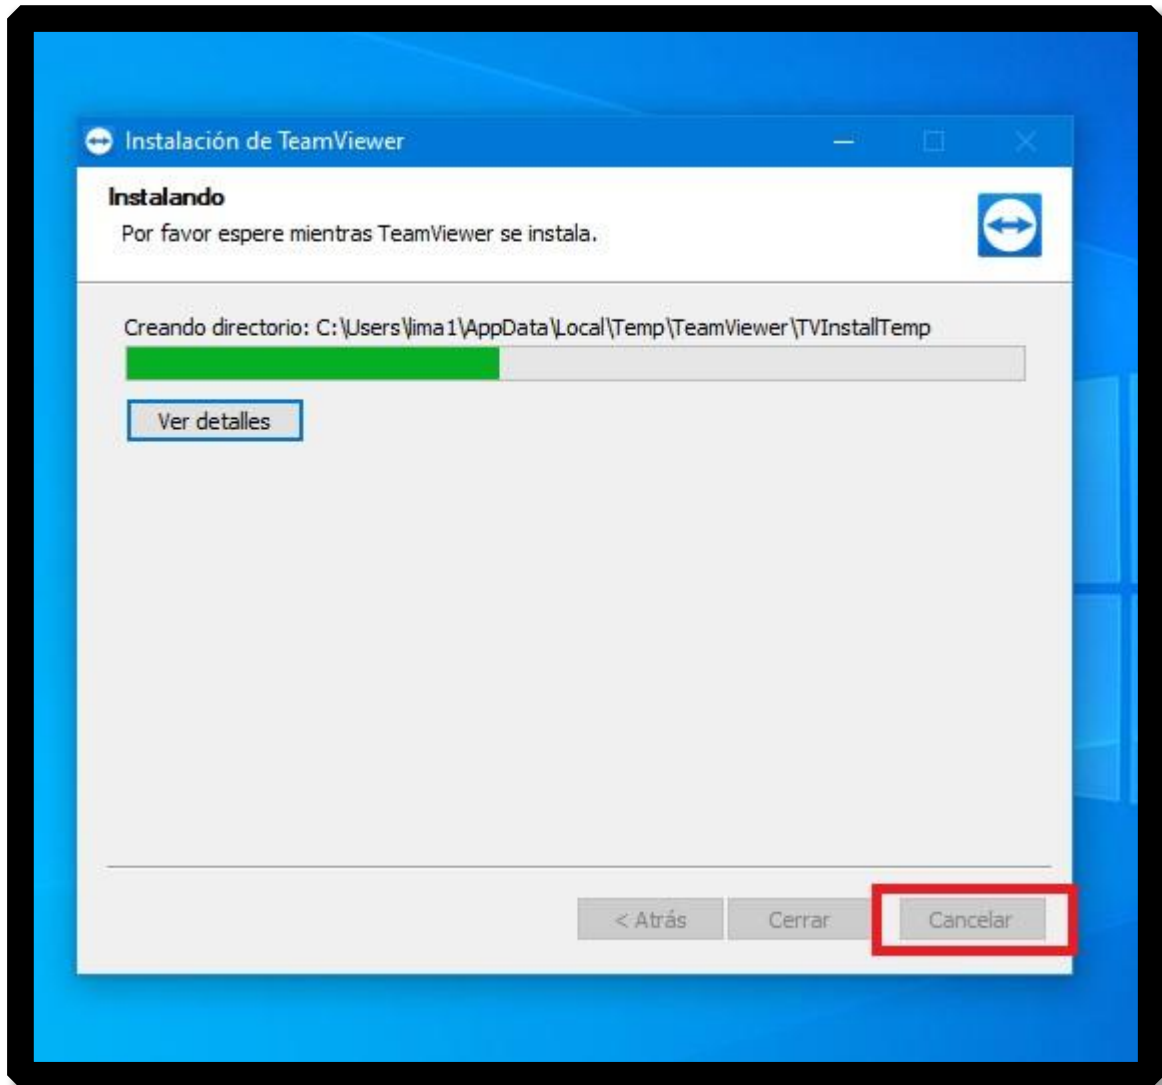 Instalación de TeamViewer
Instalando
Por favor espere mientras TeamViewer se instala.
Creando directorio: C:\Users\lima1\AppData\Local\Temp\TeamViewer\TVInstallTemp
Ver detalles
< Atrás Cerrar Cancelar